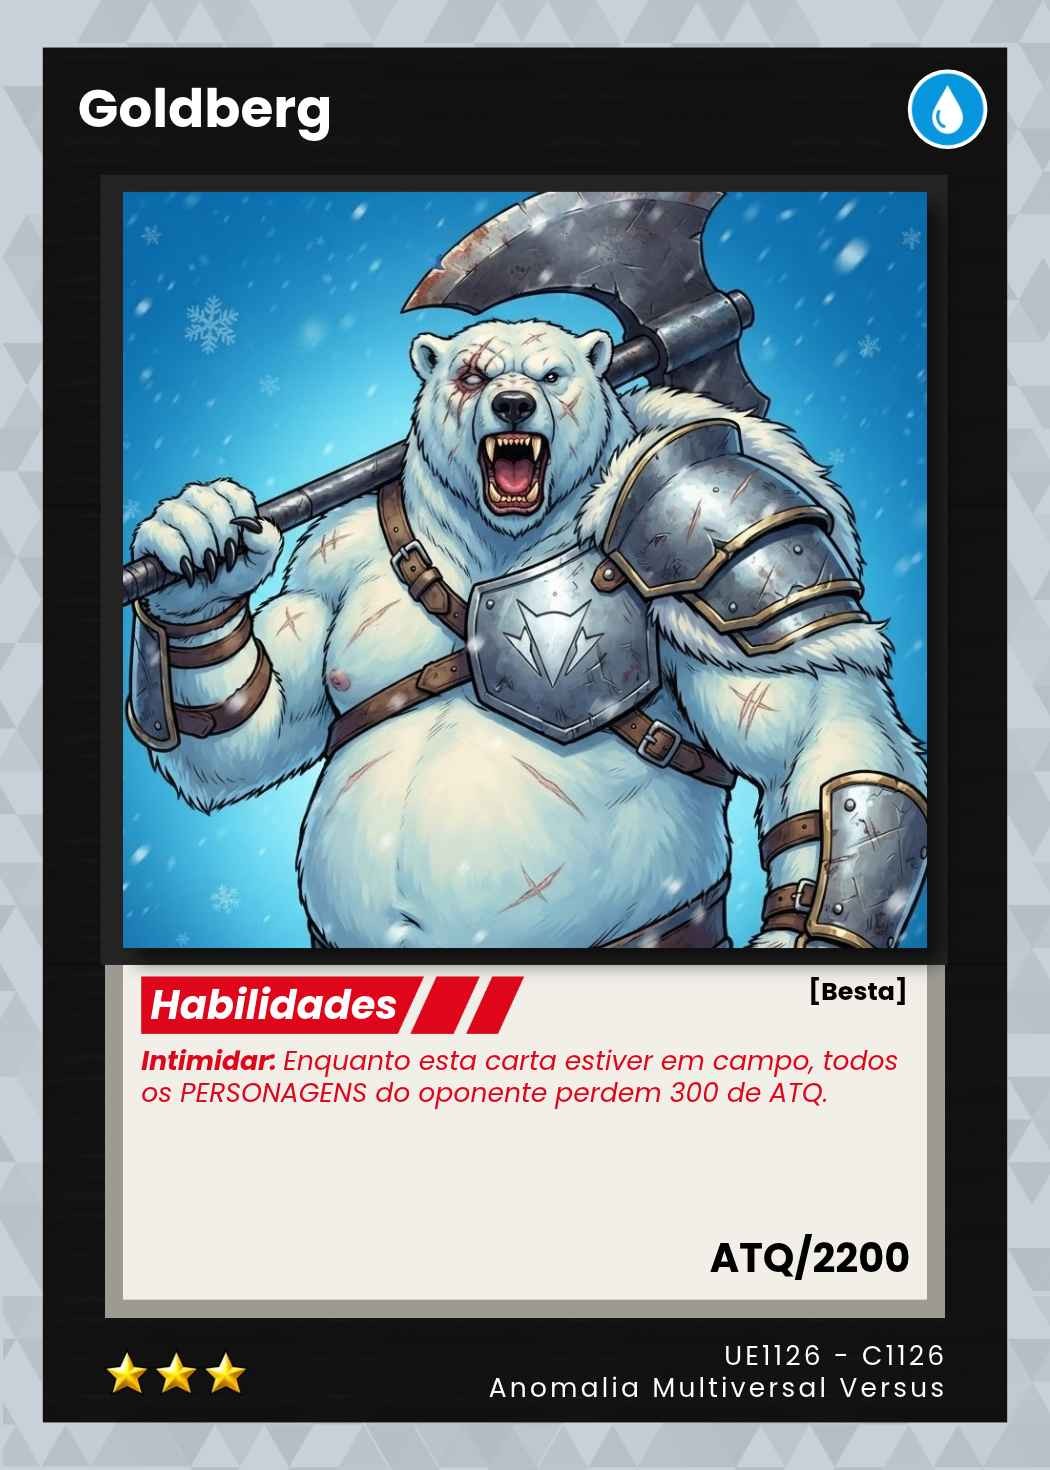 Goldberg
Habilidades
[Besta]
Intimidar: Enquanto esta carta estiver em campo, todos
os PERSONAGENS do oponente perdem 300 de ATQ.
ATQ/2200
UE1126 - C1126
Anomalia Multiversal Versus